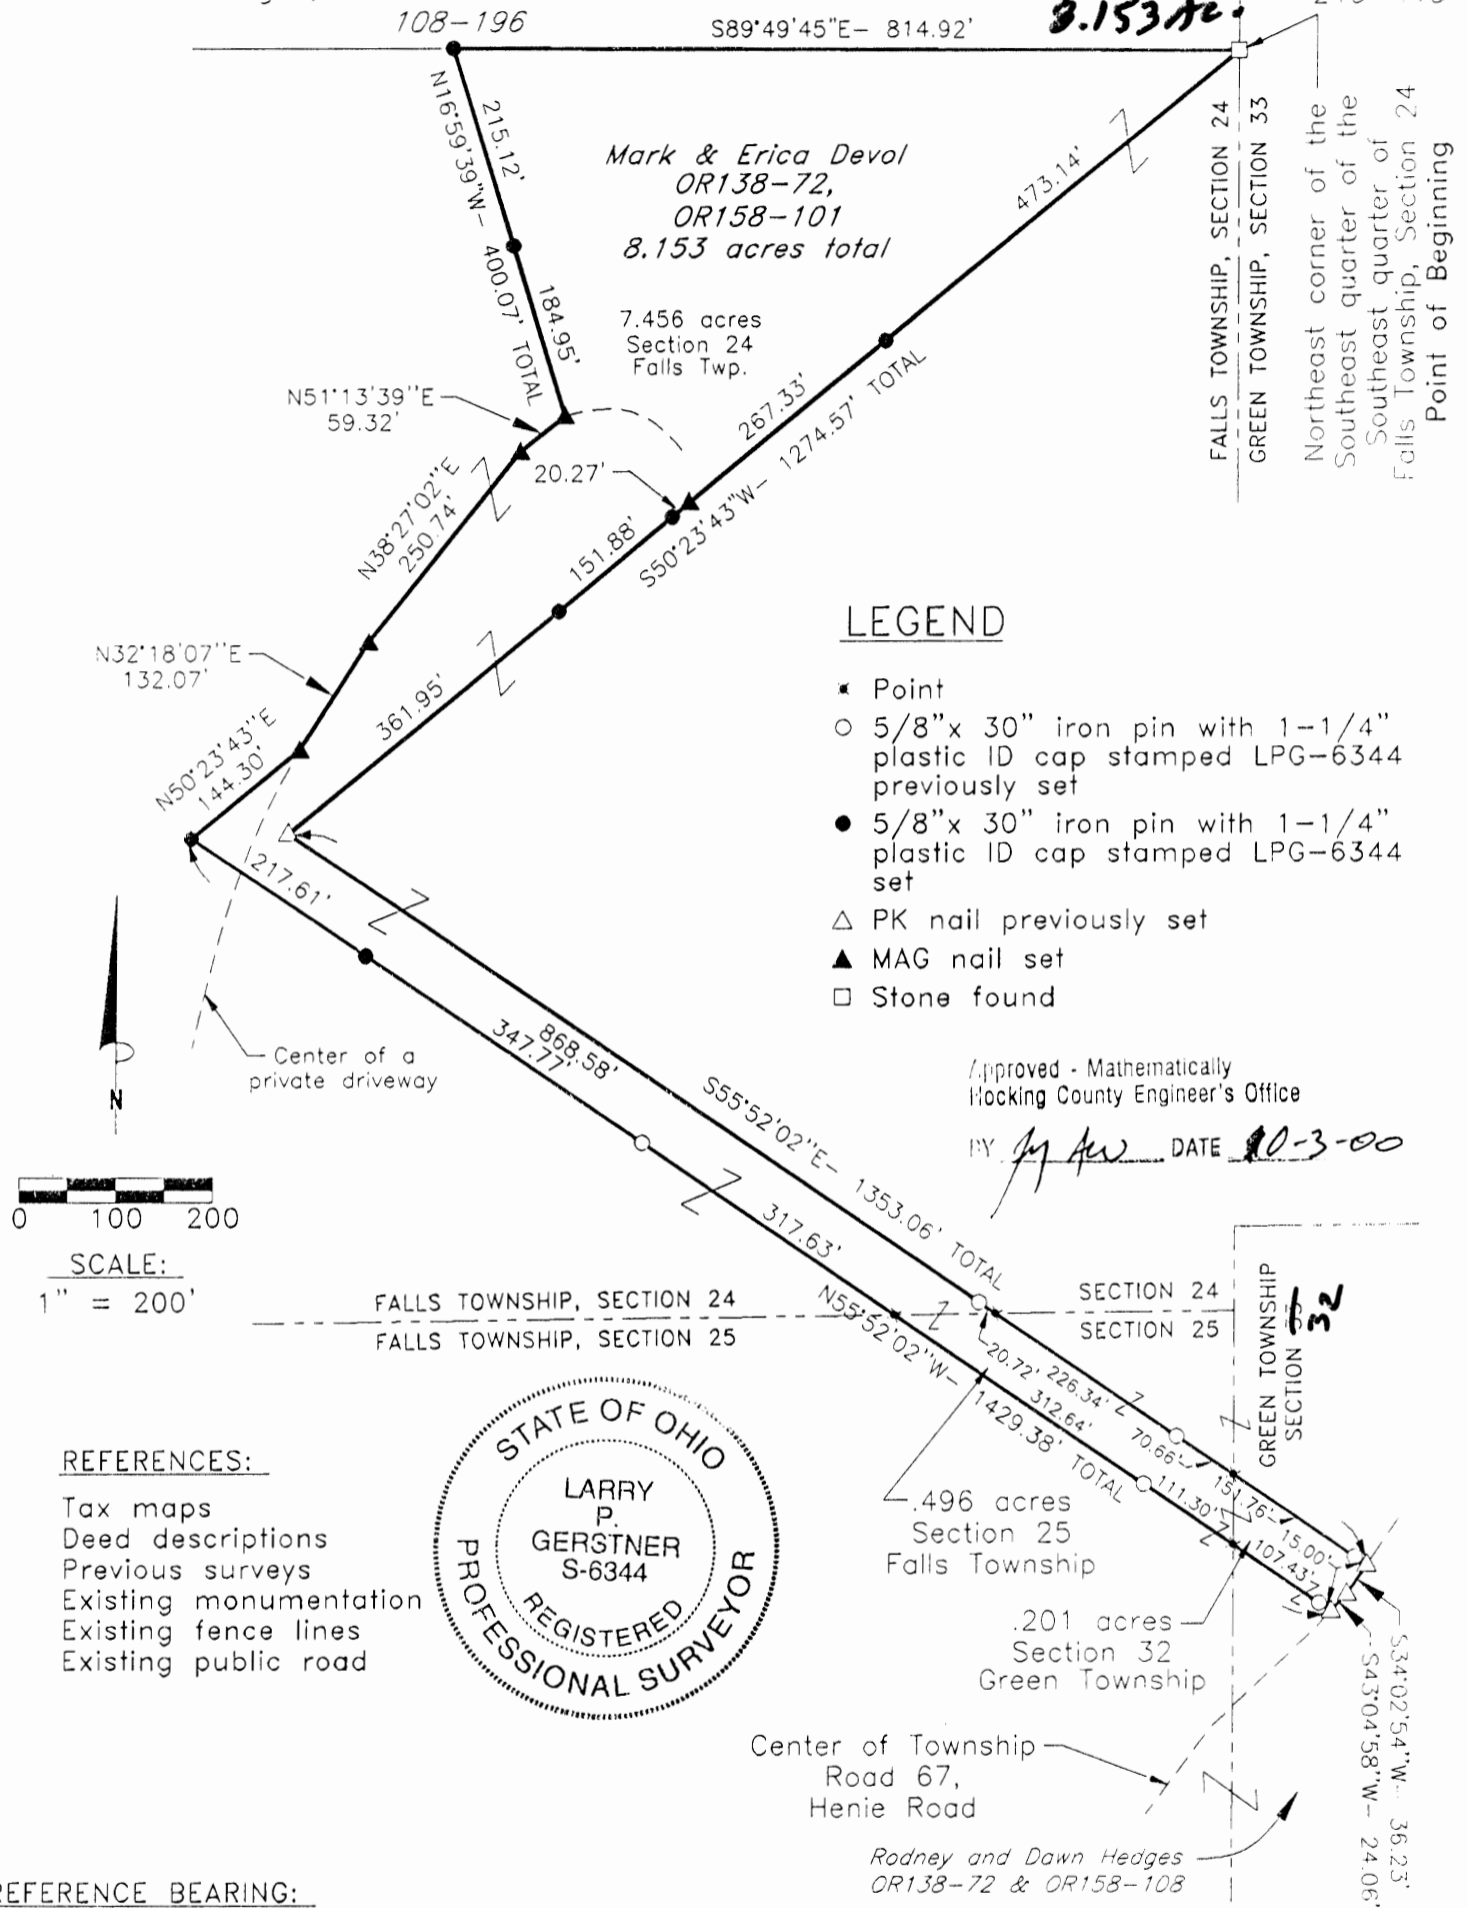 108-196
S89°49'45"E- 814.92'
8.153 Ac.
N16°59'39"W- 400.07' TOTAL
215.12'
184.95'
Mark & Erica Devol
OR138-72,
OR158-101
8.153 acres total
7.456 acres
Section 24
Falls Twp.
473.14'
267.33'
S50°23'43"W- 1274.57' TOTAL
20.27'
151.88'
361.95'
FALLS TOWNSHIP, SECTION 24
GREEN TOWNSHIP, SECTION 33
Northeast corner of the
Southeast quarter of the
Southeast quarter of
Falls Township, Section 24
Point of Beginning
N51°13'39"E
59.32'
N38°27'02"E
250.74'
N32°18'07"E
132.07'
N50°23'43"E
144.30'
217.61'
347.77'
868.58'
S55°52'02"E- 1353.06' TOTAL
317.63'
N55°52'02"W- 1429.38' TOTAL
Center of a
private driveway
N
0 100 200
SCALE:
1" = 200'
LEGEND
Point
5/8"x 30" iron pin with 1-1/4"
plastic ID cap stamped LPG-6344
previously set
5/8"x 30" iron pin with 1-1/4"
plastic ID cap stamped LPG-6344
set
PK nail previously set
MAG nail set
Stone found
Approved - Mathematically
Hocking County Engineer's Office
BY DATE 10-3-00
FALLS TOWNSHIP, SECTION 24
FALLS TOWNSHIP, SECTION 25
SECTION 24
SECTION 25
GREEN TOWNSHIP
SECTION 33
32
20.72'
226.34'
312.64'
70.66'
111.30'
151.76'
15.00'
107.43'
.496 acres
Section 25
Falls Township
.201 acres
Section 32
Green Township
S34°02'54"W- 36.23'
S43°04'58"W- 24.06'
Center of Township
Road 67,
Henie Road
Rodney and Dawn Hedges
OR138-72 & OR158-108
REFERENCES:
Tax maps
Deed descriptions
Previous surveys
Existing monumentation
Existing fence lines
Existing public road
STATE OF OHIO
LARRY
P.
GERSTNER
S-6344
REGISTERED
PROFESSIONAL SURVEYOR
REFERENCE BEARING: